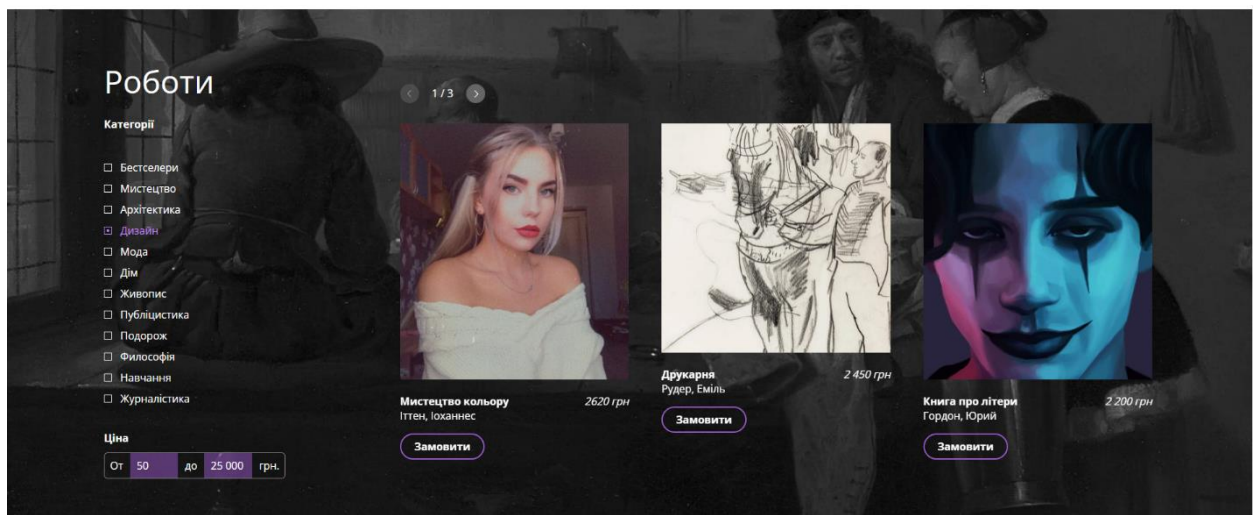 Роботи
Категорії
Бестселери
Мистецтво
Архітектика
Дизайн
Мода
Дім
Живопис
Публіцистика
Подорож
Философія
Навчання
Журналістика
Ціна
От 50 до 25 000 грн.
1 / 3
Мистецтво кольору 2620 грн
Іттен, Іоханнес
Замовити
Друкарня 2 450 грн
Рудер, Еміль
Замовити
Книга про літери 2 200 грн
Гордон, Юрий
Замовити